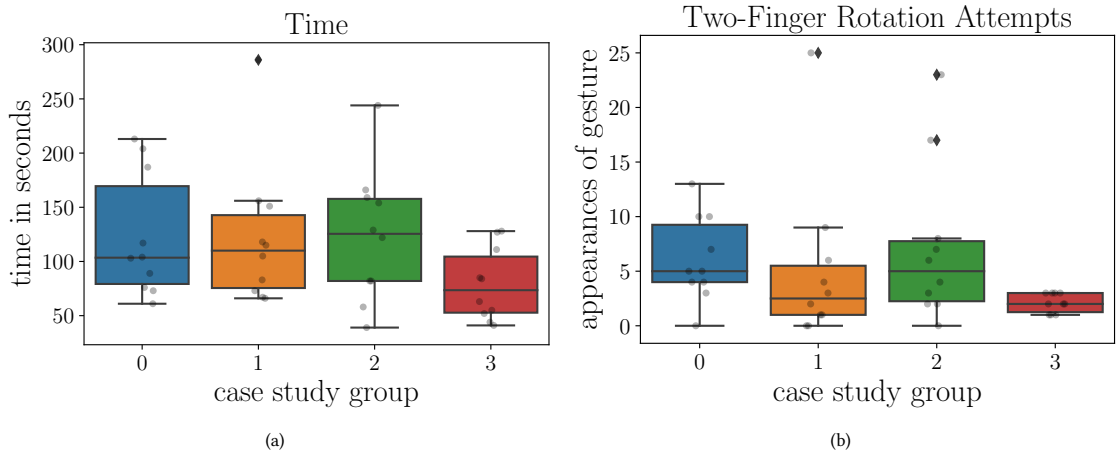 Time
300
250
200
150
100
50
time in seconds
0 1 2 3
case study group
(a)
Two-Finger Rotation Attempts
25
20
15
10
5
0
appearances of gesture
0 1 2 3
case study group
(b)